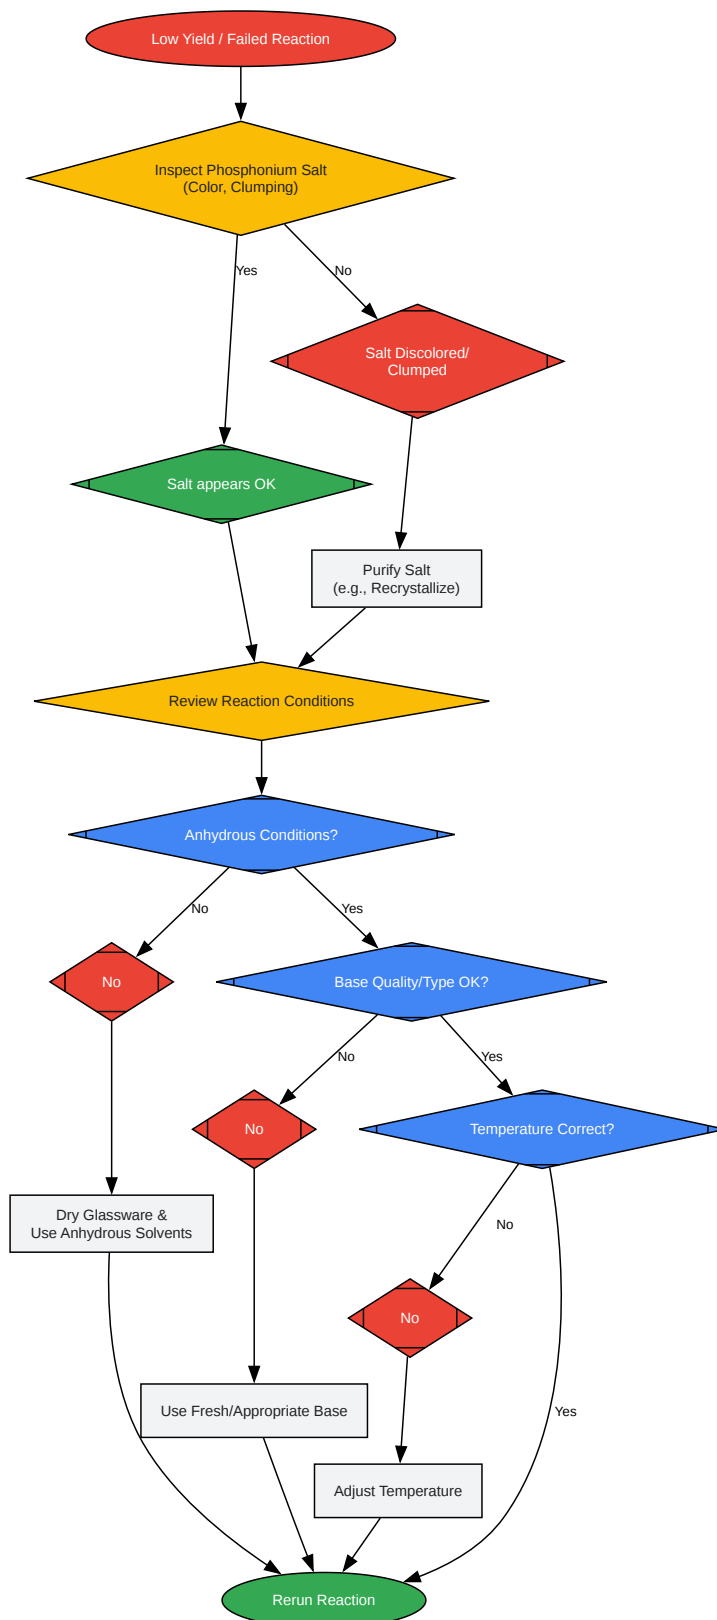 Low Yield / Failed Reaction
Inspect Phosphonium Salt
(Color, Clumping)
Yes
No
Salt Discolored/
Clumped
Salt appears OK
Purify Salt
(e.g., Recrystallize)
Review Reaction Conditions
Anhydrous Conditions?
No
Yes
No
Base Quality/Type OK?
No
Yes
No
Temperature Correct?
Dry Glassware &
Use Anhydrous Solvents
No
No
Yes
Use Fresh/Appropriate Base
Adjust Temperature
Rerun Reaction